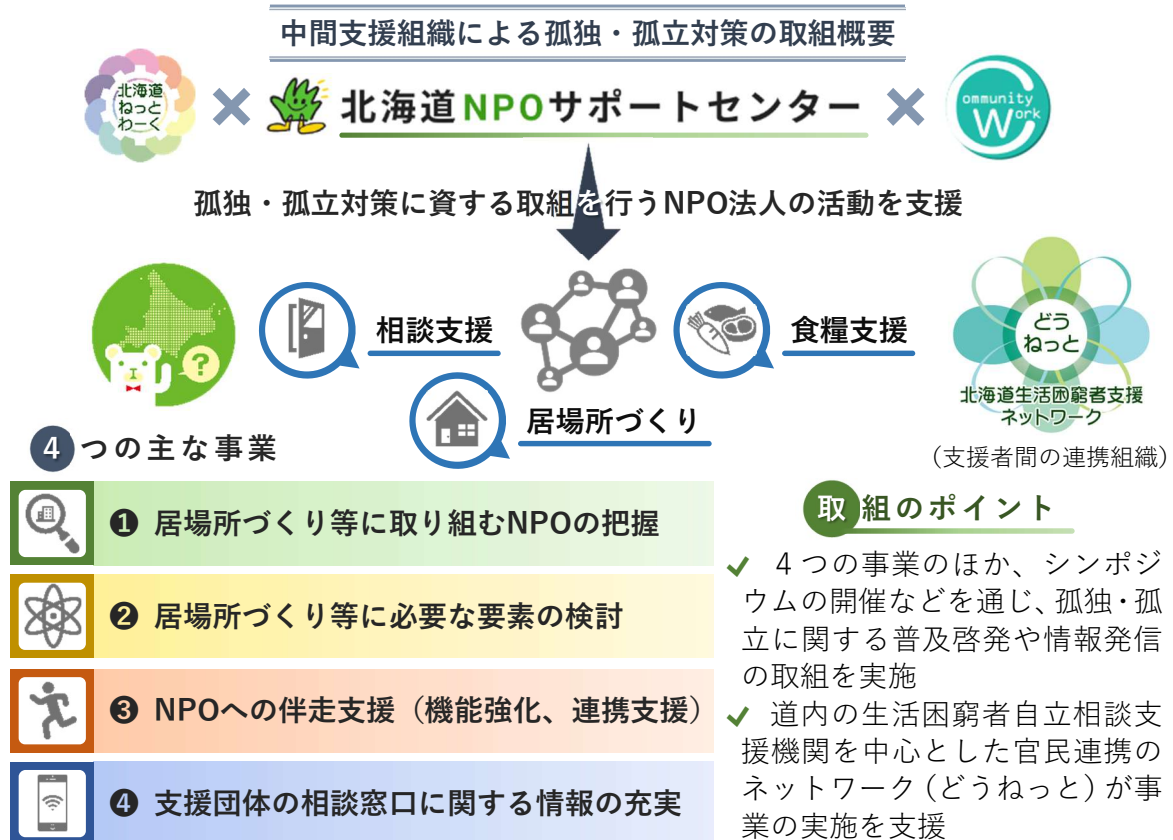 中間支援組織による孤独・孤立対策の取組概要
北海道
ねっと
わーく
×
北海道NPOサポートセンター
×
ommunity
Work
孤独・孤立対策に資する取組を行うNPO法人の活動を支援
?
相談支援
食糧支援
居場所づくり
どう
ねっと
北海道生活困窮者支援
ネットワーク
（支援者間の連携組織）
4つの主な事業
❶ 居場所づくり等に取り組むNPOの把握
❷ 居場所づくり等に必要な要素の検討
❸ NPOへの伴走支援（機能強化、連携支援）
❹ 支援団体の相談窓口に関する情報の充実
取組のポイント
✓ 4つの事業のほか、シンポジ
ウムの開催などを通じ、孤独・孤
立に関する普及啓発や情報発信
の取組を実施
✓ 道内の生活困窮者自立相談支
援機関を中心とした官民連携の
ネットワーク（どうねっと）が事
業の実施を支援